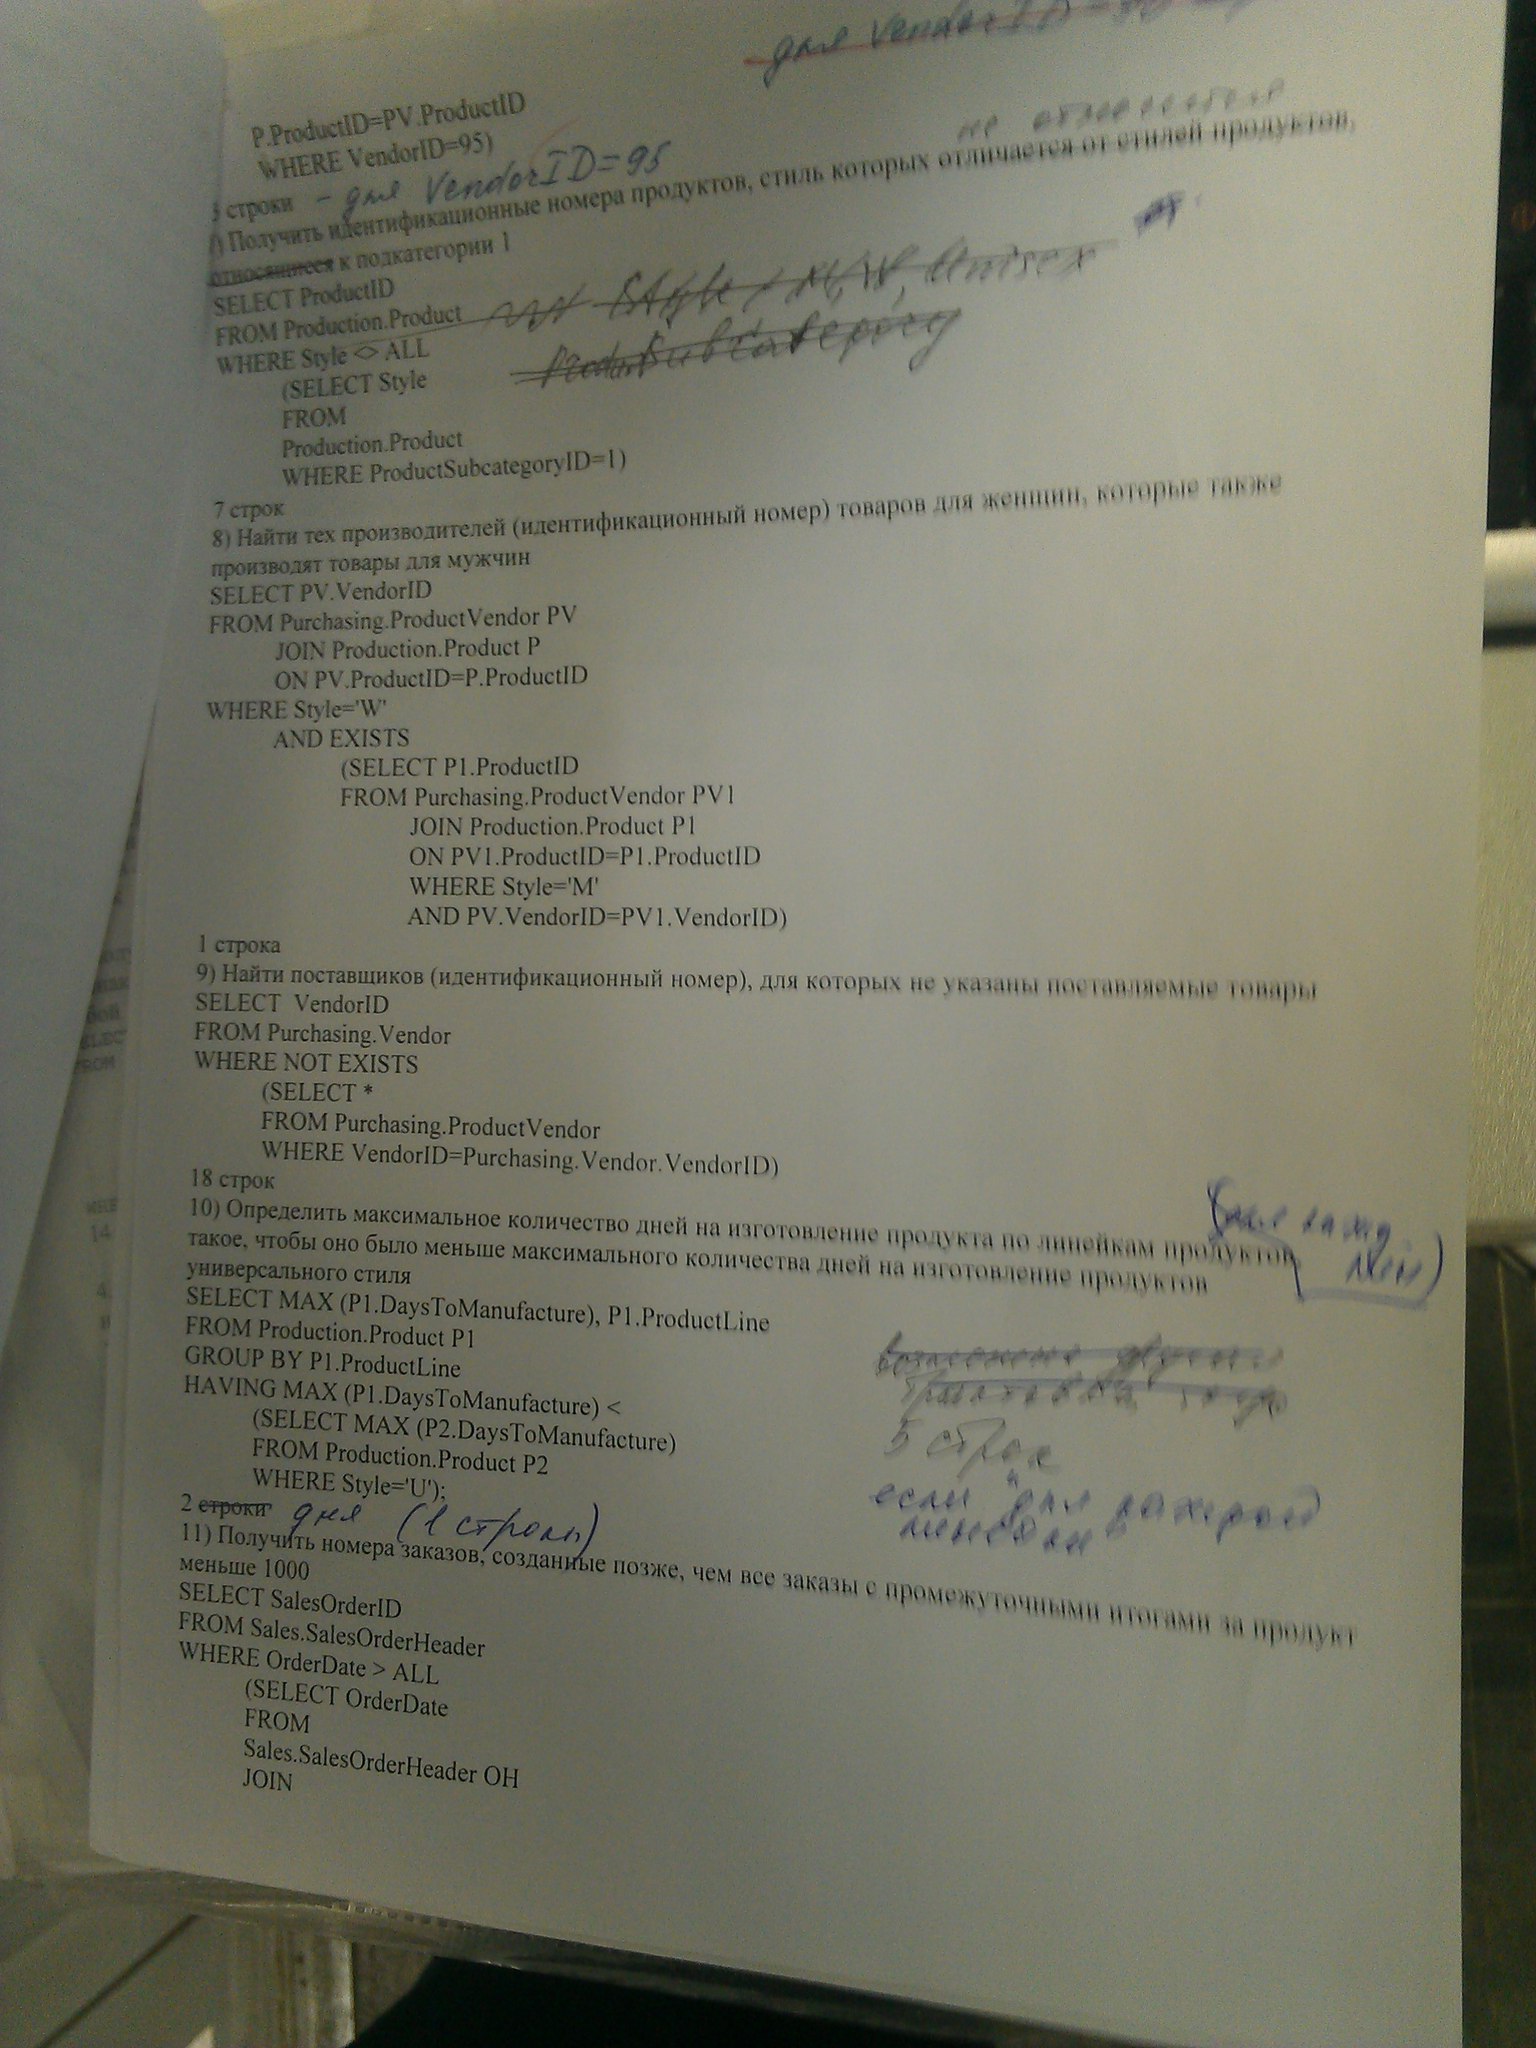 для VendorID=
P.ProductID=PV.ProductID
WHERE VendorID=95)
3 строки - для VendorID=95
не
) Получить идентификационные номера продуктов, стиль которых отличается от стилей продуктов,
относящиеся к подкатегории 1
SELECT ProductID
FROM Production.Product
Style M, W, Unisex
WHERE Style <> ALL
ProductSubcategory
(SELECT Style
FROM
Production.Product
WHERE ProductSubcategoryID=1)
7 строк
8) Найти тех производителей (идентификационный номер) товаров для женщин, которые также
производят товары для мужчин
SELECT PV.VendorID
FROM Purchasing.ProductVendor PV
JOIN Production.Product P
ON PV.ProductID=P.ProductID
WHERE Style='W'
AND EXISTS
(SELECT P1.ProductID
FROM Purchasing.ProductVendor PV1
JOIN Production.Product P1
ON PV1.ProductID=P1.ProductID
WHERE Style='M'
AND PV.VendorID=PV1.VendorID)
1 строка
9) Найти поставщиков (идентификационный номер), для которых не указаны поставляемые товары
SELECT VendorID
FROM Purchasing.Vendor
WHERE NOT EXISTS
(SELECT *
FROM Purchasing.ProductVendor
WHERE VendorID=Purchasing.Vendor.VendorID)
18 строк
10) Определить максимальное количество дней на изготовление продукта по линейкам продуктов,
такое, чтобы оно было меньше максимального количества дней на изготовление продуктов
универсального стиля
SELECT MAX (P1.DaysToManufacture), P1.ProductLine
FROM Production.Product P1
GROUP BY P1.ProductLine
HAVING MAX (P1.DaysToManufacture) <
(SELECT MAX (P2.DaysToManufacture)
5 строк
FROM Production.Product P2
WHERE Style='U');
если "для каждой
линейки"
2 строки дня (1 строка)
11) Получить номера заказов, созданные позже, чем все заказы с промежуточными итогами за продукт
меньше 1000
SELECT SalesOrderID
FROM Sales.SalesOrderHeader
WHERE OrderDate > ALL
(SELECT OrderDate
FROM
Sales.SalesOrderHeader OH
JOIN